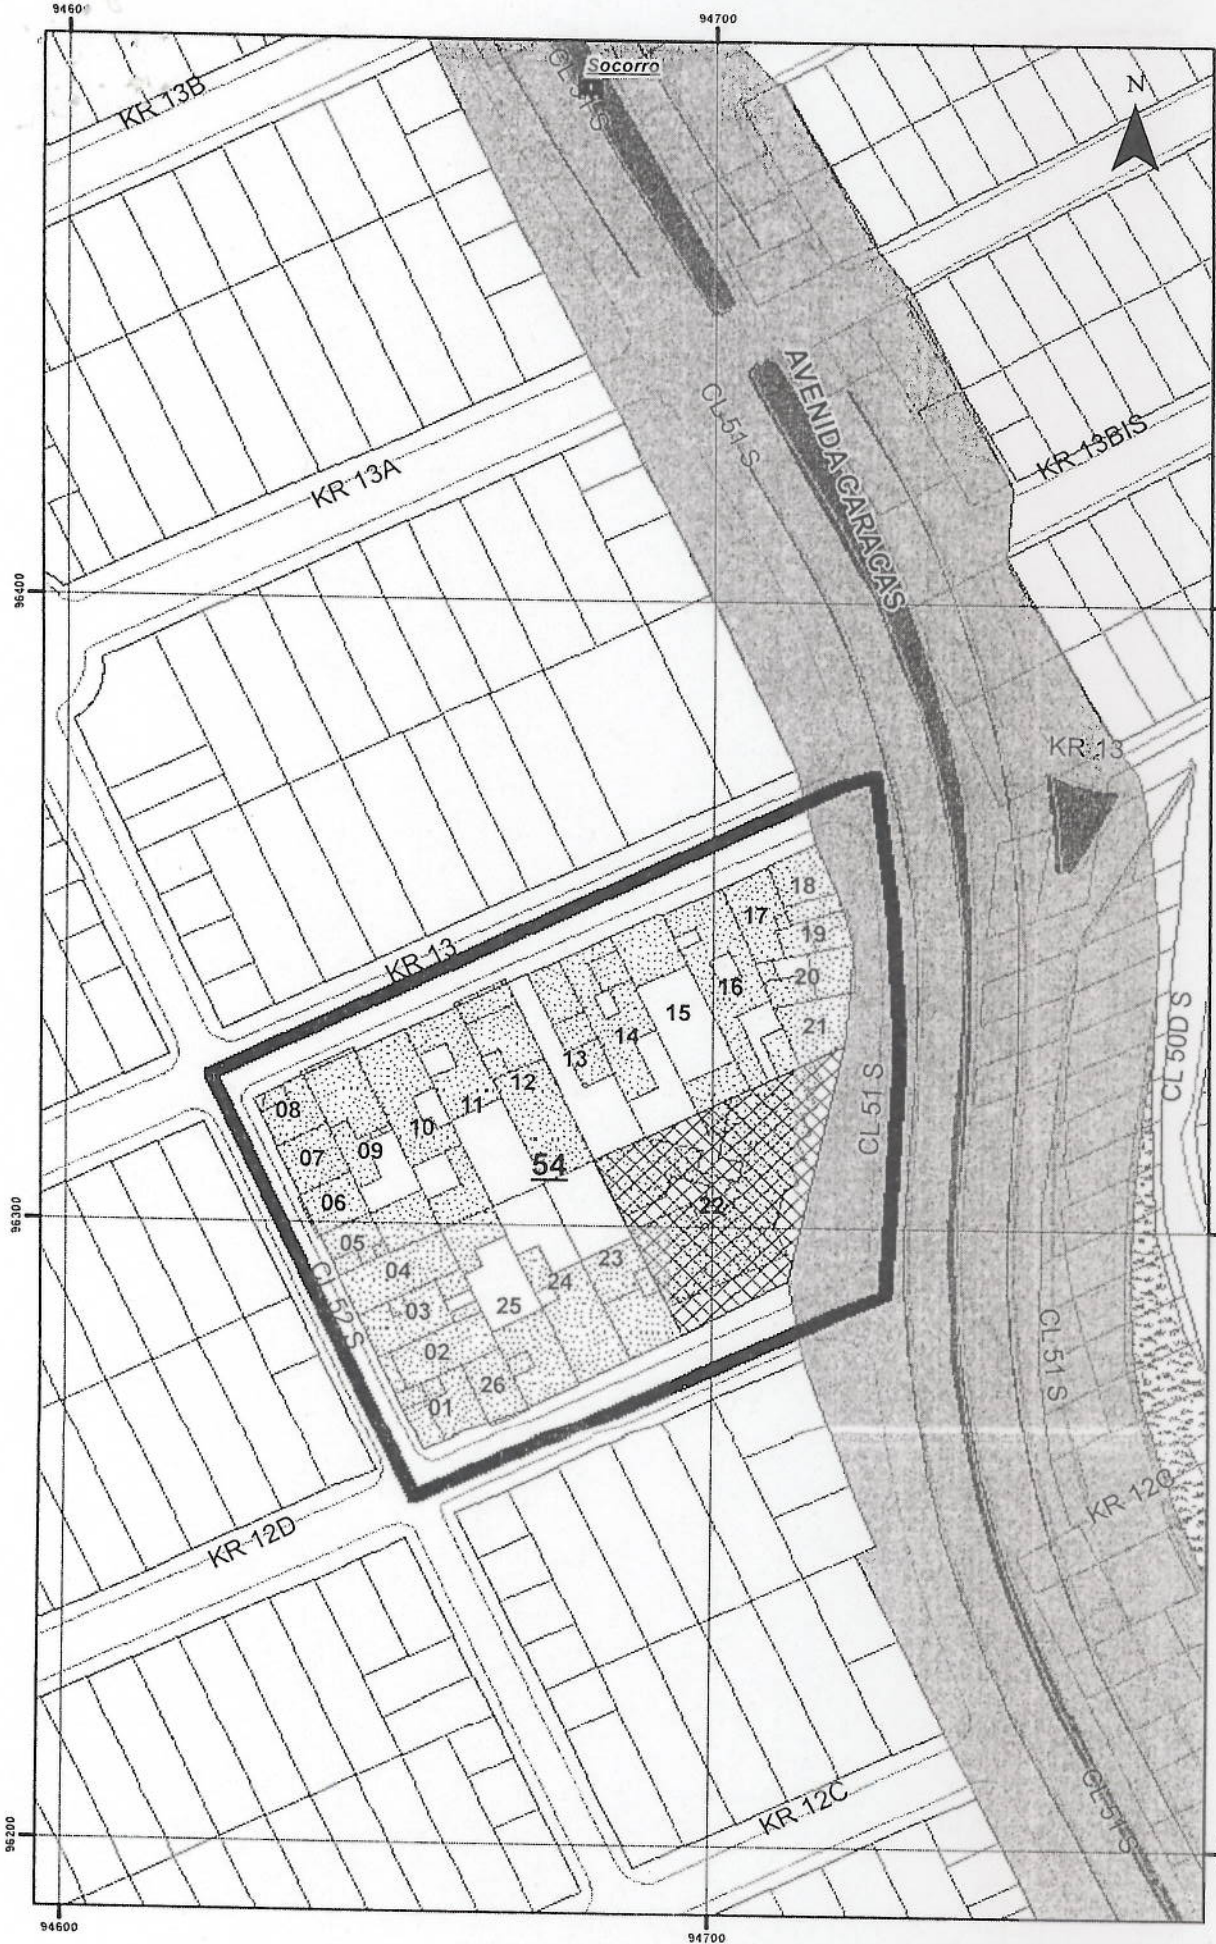 94600
94700
Socorro
CL 51 S
KR 13B
N
AVENIDA CARACAS
CL 51 S
KR 13BIS
KR 13A
96400
KR 13
18
17
19
KR 13
20
16
15
21
14
CL 50D S
13
12
CL 51 S
11
08
10
09
07
54
22
06
96300
05
23
04
24
CL 52 S
03
25
02
CL 51 S
26
01
KR 12C
KR 12D
CL 51 S
KR 12C
96200
94600
94700